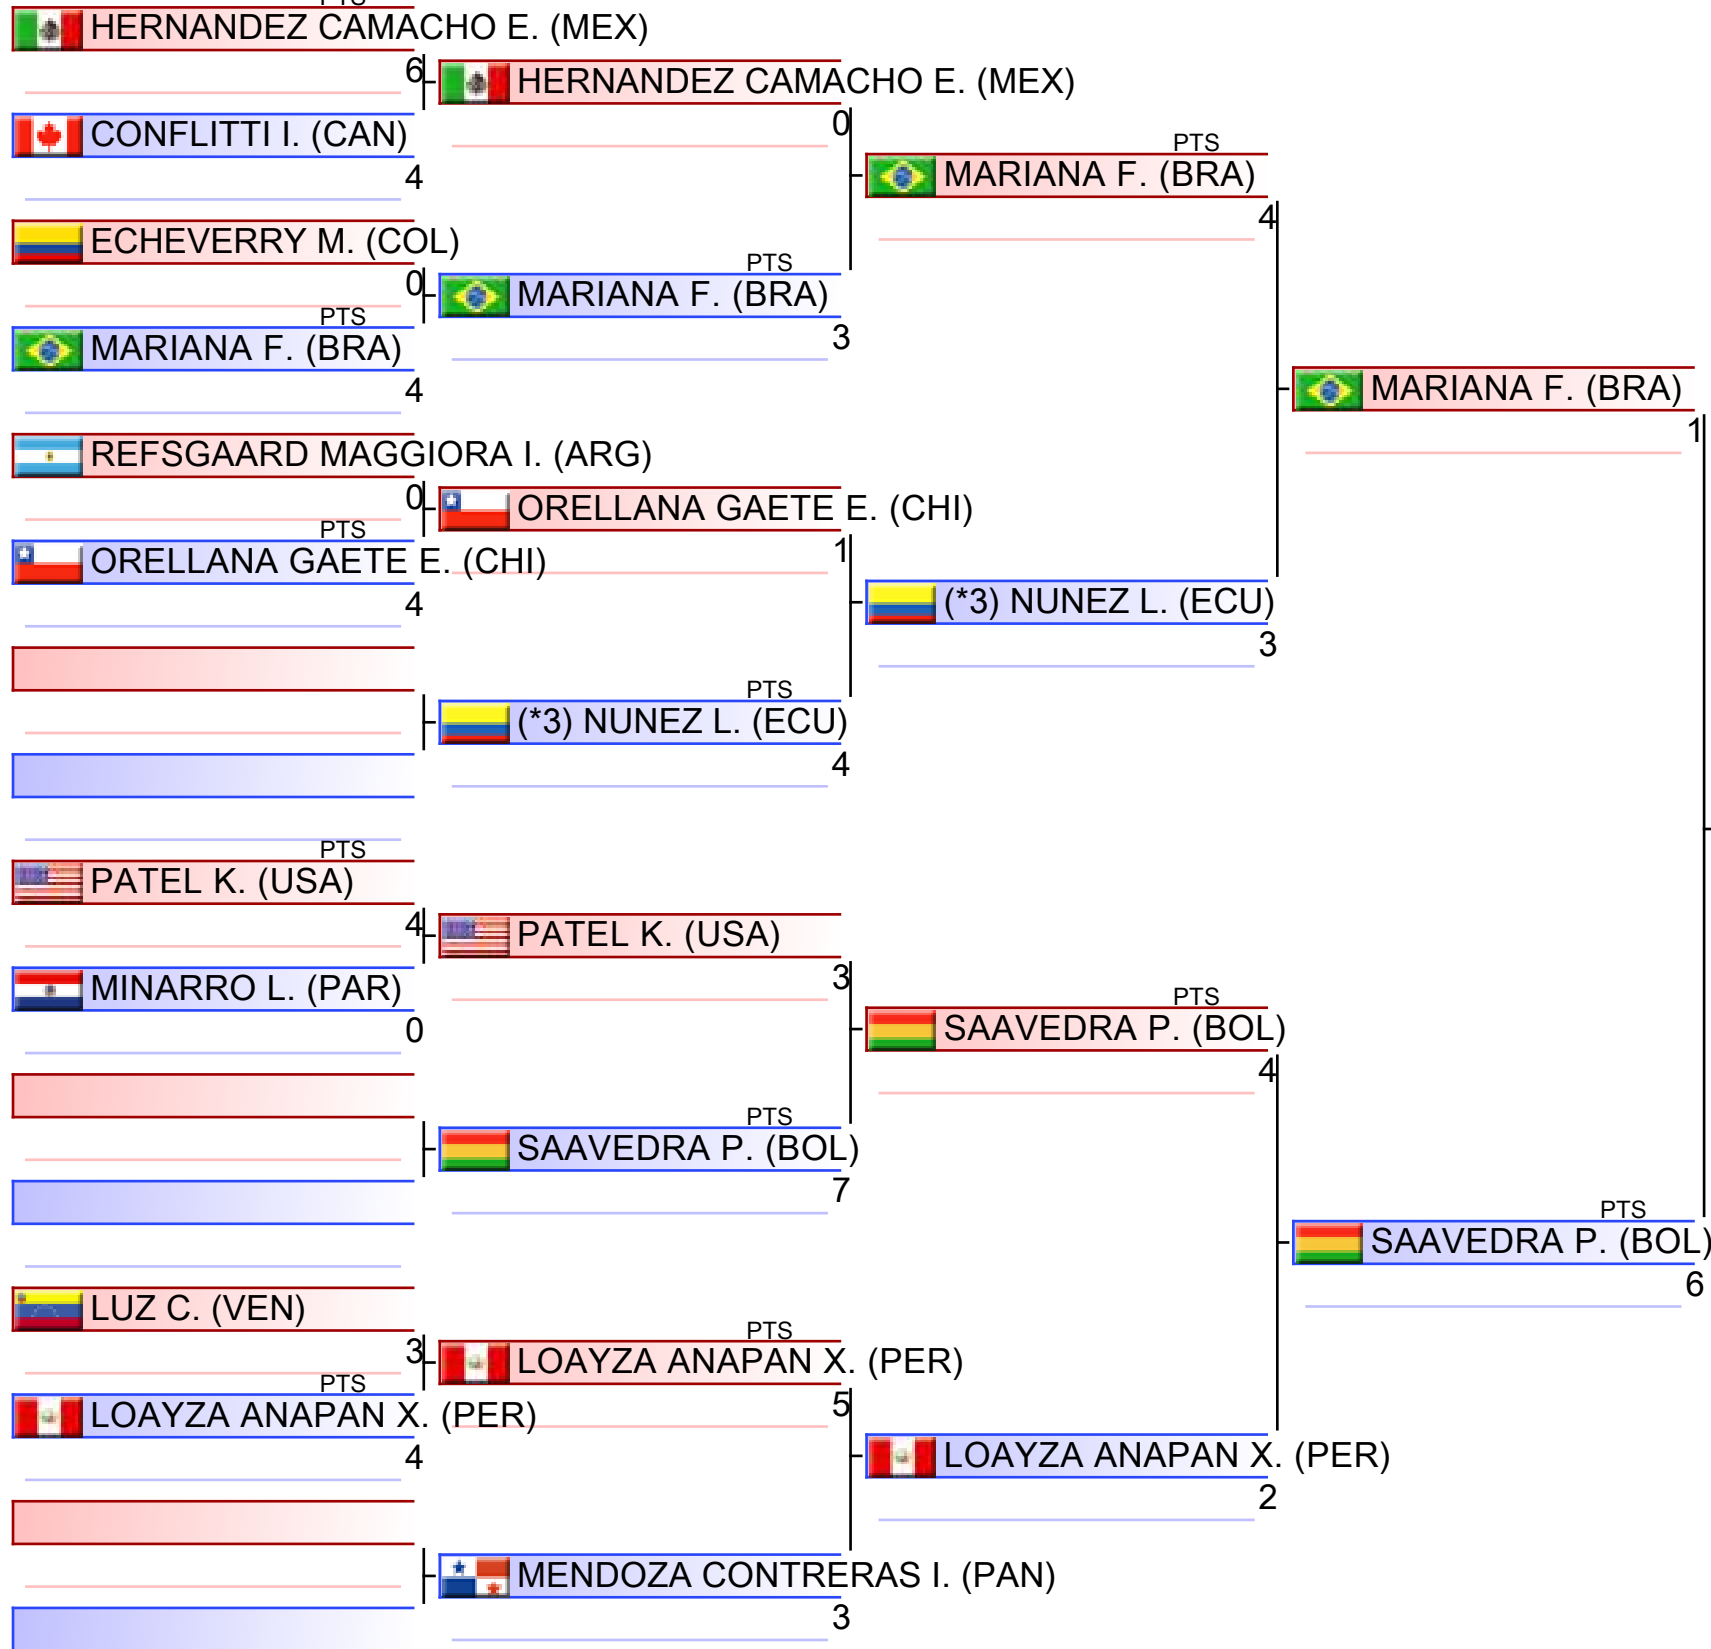 PTS
HERNANDEZ CAMACHO E. (MEX)
6
CONFLITTI I. (CAN)
4
ECHEVERRY M. (COL)
0
PTS
MARIANA F. (BRA)
4
REFSGAARD MAGGIORA I. (ARG)
0
PTS
ORELLANA GAETE E. (CHI)
4
PTS
PATEL K. (USA)
4
MINARRO L. (PAR)
0
LUZ C. (VEN)
3
PTS
LOAYZA ANAPAN X. (PER)
4
HERNANDEZ CAMACHO E. (MEX)
0
PTS
MARIANA F. (BRA)
3
ORELLANA GAETE E. (CHI)
1
PTS
(*3) NUNEZ L. (ECU)
4
PATEL K. (USA)
3
PTS
SAAVEDRA P. (BOL)
7
PTS
LOAYZA ANAPAN X. (PER)
5
MENDOZA CONTRERAS I. (PAN)
3
PTS
MARIANA F. (BRA)
4
(*3) NUNEZ L. (ECU)
3
PTS
SAAVEDRA P. (BOL)
4
LOAYZA ANAPAN X. (PER)
2
MARIANA F. (BRA)
1
PTS
SAAVEDRA P. (BOL)
6